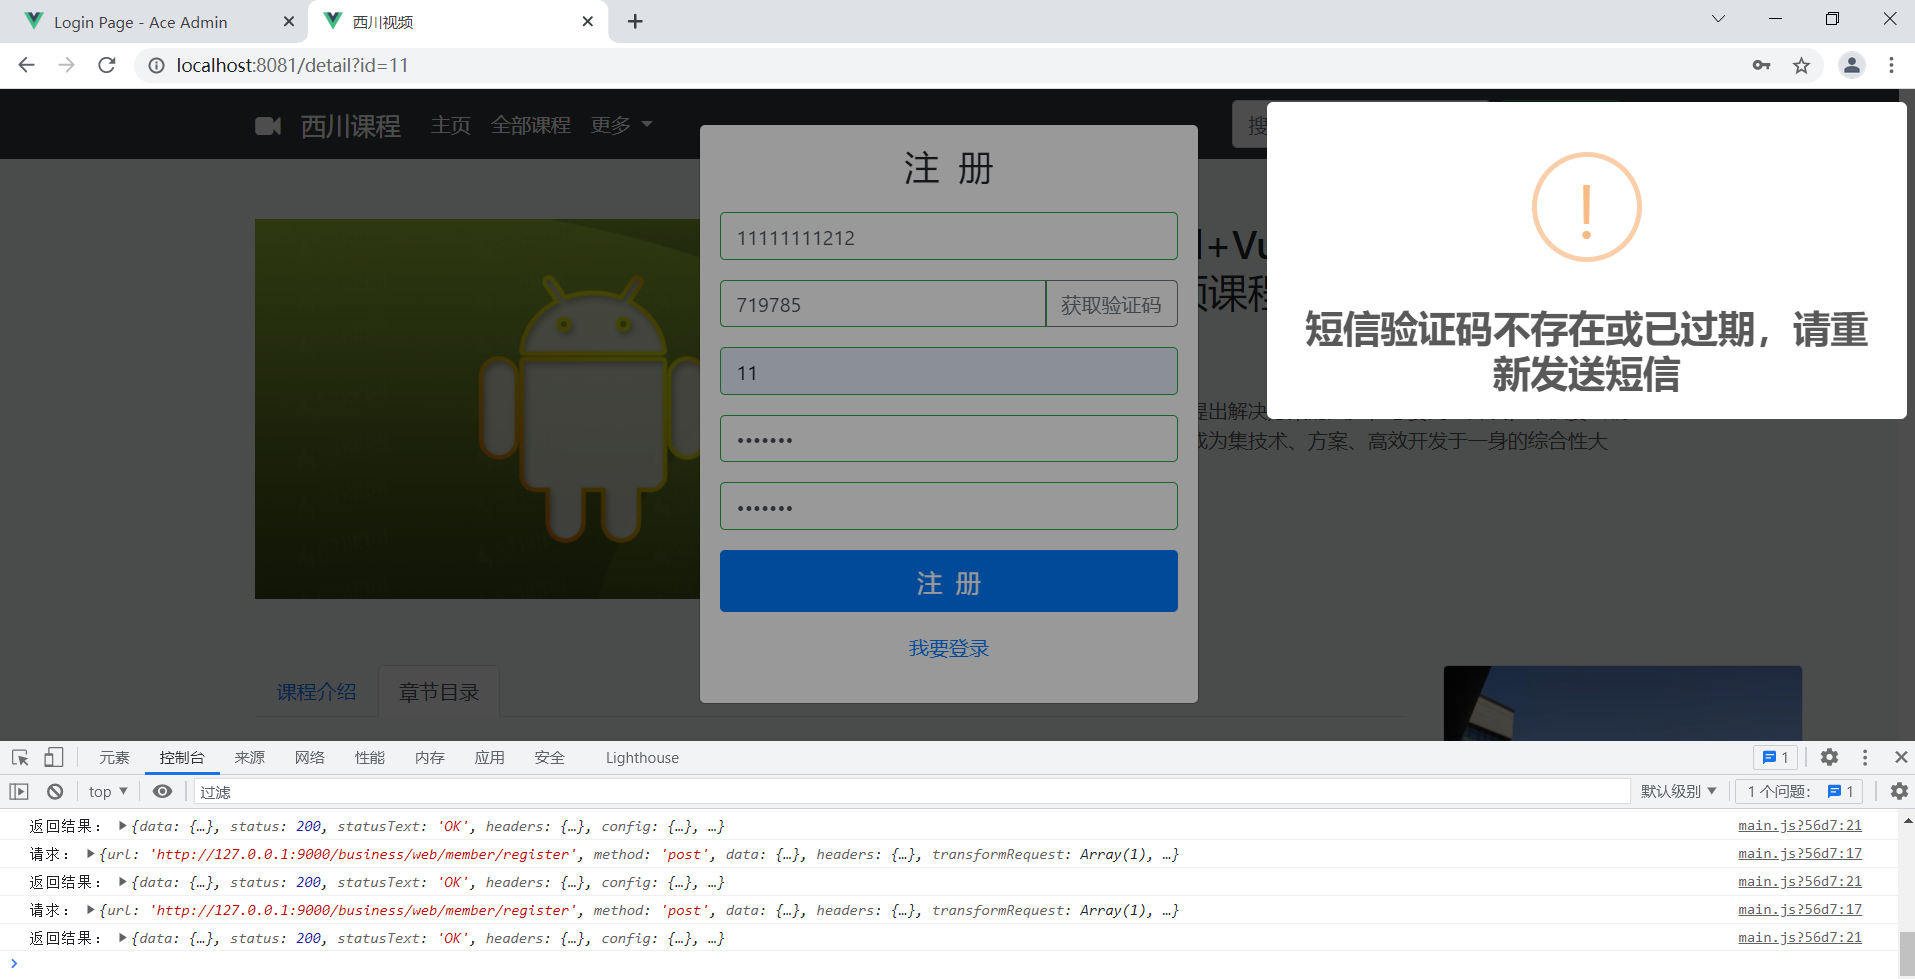 Login Page - Ace Admin
西川视频
localhost:8081/detail?id=11
西川课程
主页
全部课程
更多
搜
注 册
11111111212
719785
获取验证码
11
•••••••
•••••••
注 册
我要登录
短信验证码不存在或已过期，请重
新发送短信
+Vu
课程
提出解决
成为集技术、方案、高效开发于一身的综合性大
课程介绍
章节目录
元素
控制台
来源
网络
性能
内存
应用
安全
Lighthouse
1
top
过滤
默认级别
1 个问题：
1
返回结果： ▶{data: {…}, status: 200, statusText: 'OK', headers: {…}, config: {…}, …} main.js?56d7:21
请求： ▶{url: 'http://127.0.0.1:9000/business/web/member/register', method: 'post', data: {…}, headers: {…}, transformRequest: Array(1), …} main.js?56d7:17
返回结果： ▶{data: {…}, status: 200, statusText: 'OK', headers: {…}, config: {…}, …} main.js?56d7:21
请求： ▶{url: 'http://127.0.0.1:9000/business/web/member/register', method: 'post', data: {…}, headers: {…}, transformRequest: Array(1), …} main.js?56d7:17
返回结果： ▶{data: {…}, status: 200, statusText: 'OK', headers: {…}, config: {…}, …} main.js?56d7:21